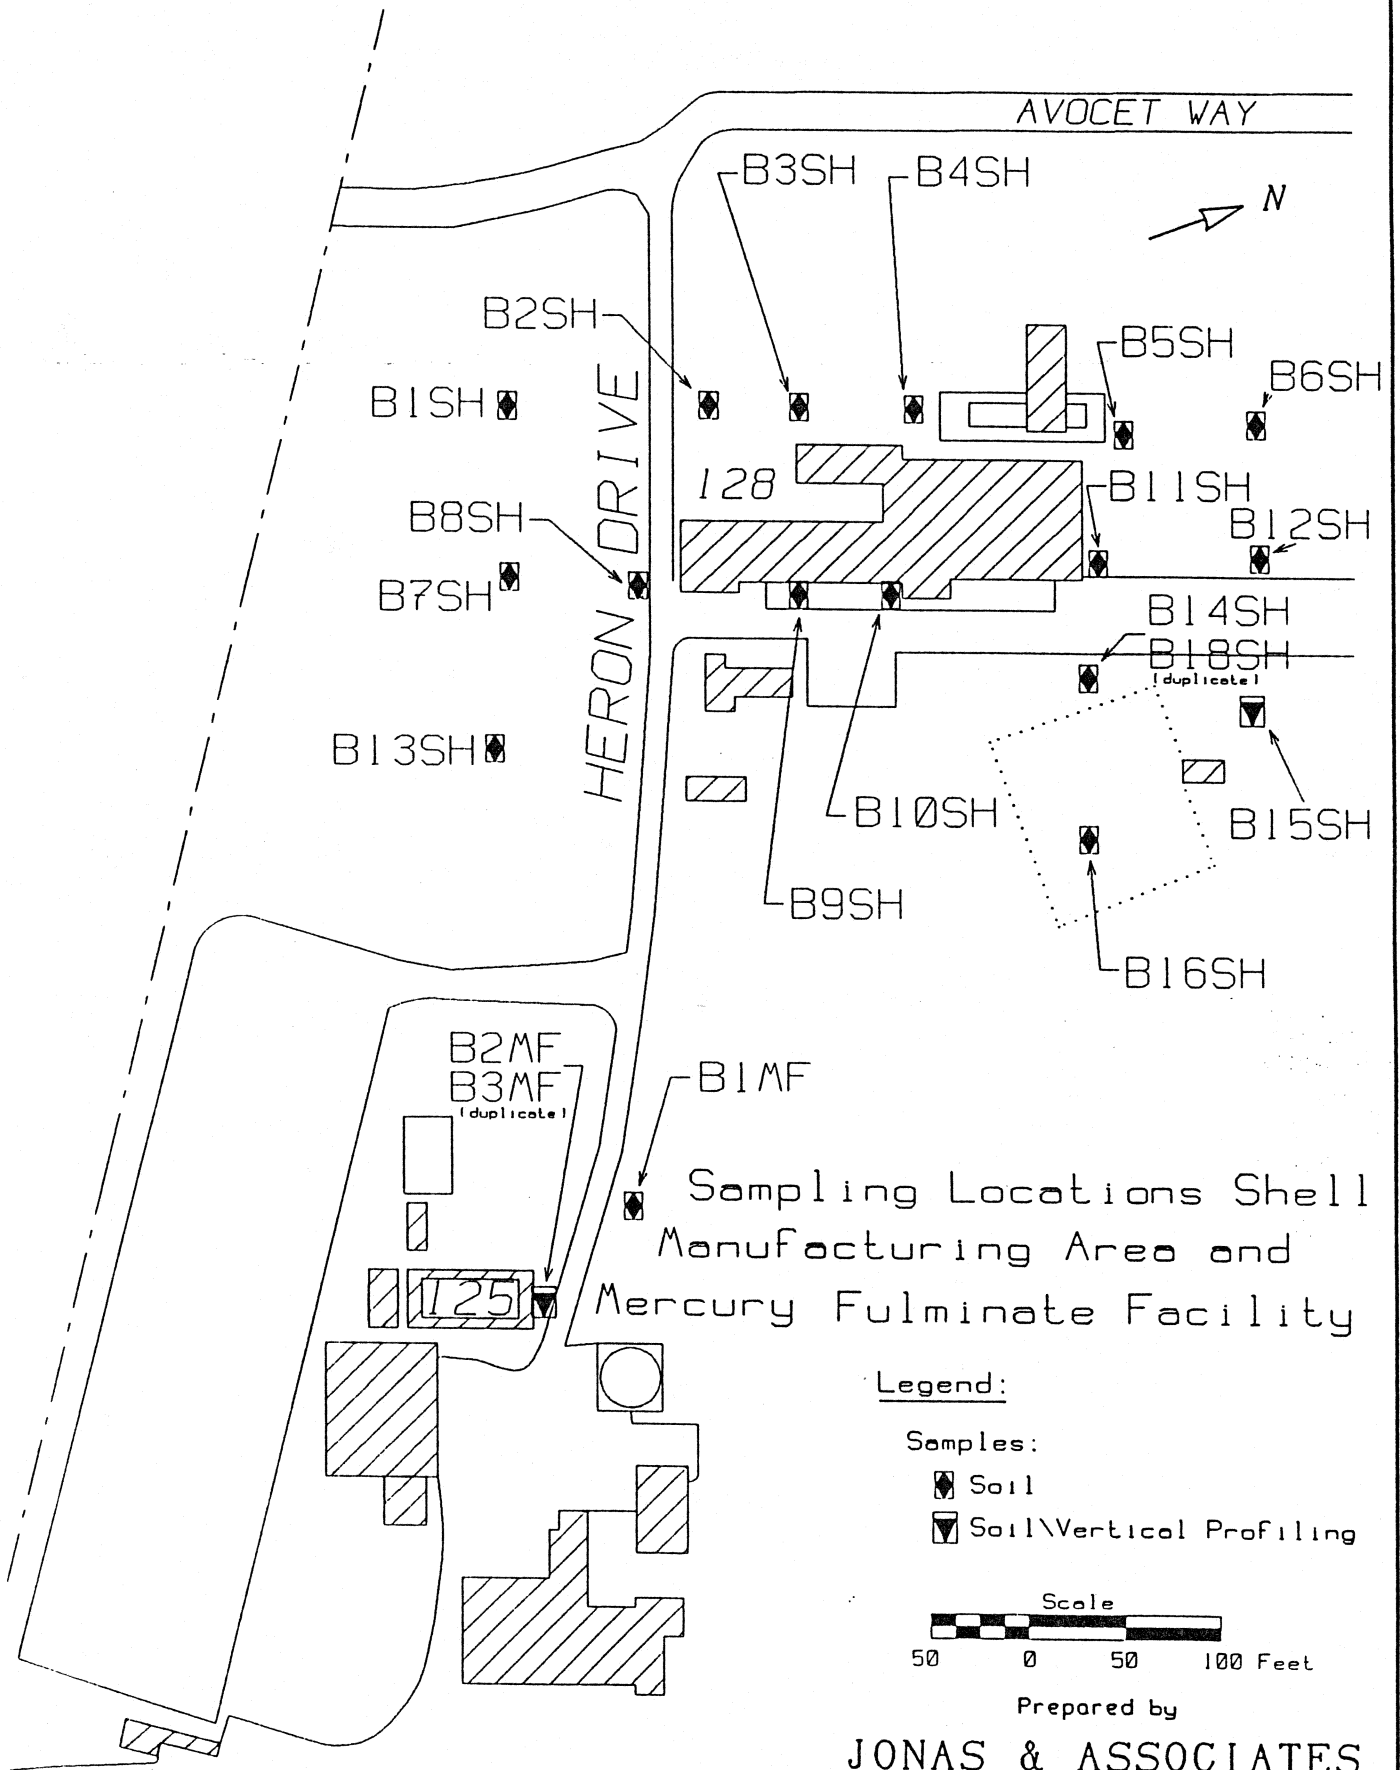 AVOCET WAY
B3SH
B4SH
N
B2SH
B5SH
B6SH
B1SH
HERON DRIVE
128
B11SH
B8SH
B12SH
B7SH
B14SH
B18SH
(duplicate)
B13SH
B10SH
B15SH
B9SH
B16SH
B2MF
B3MF
(duplicate)
B1MF
Sampling Locations Shell
Manufacturing Area and
Mercury Fulminate Facility
125
Legend:
Samples:
Soil
Soil\Vertical Profiling
Scale
50 0 50 100 Feet
Prepared by
JONAS & ASSOCIATES